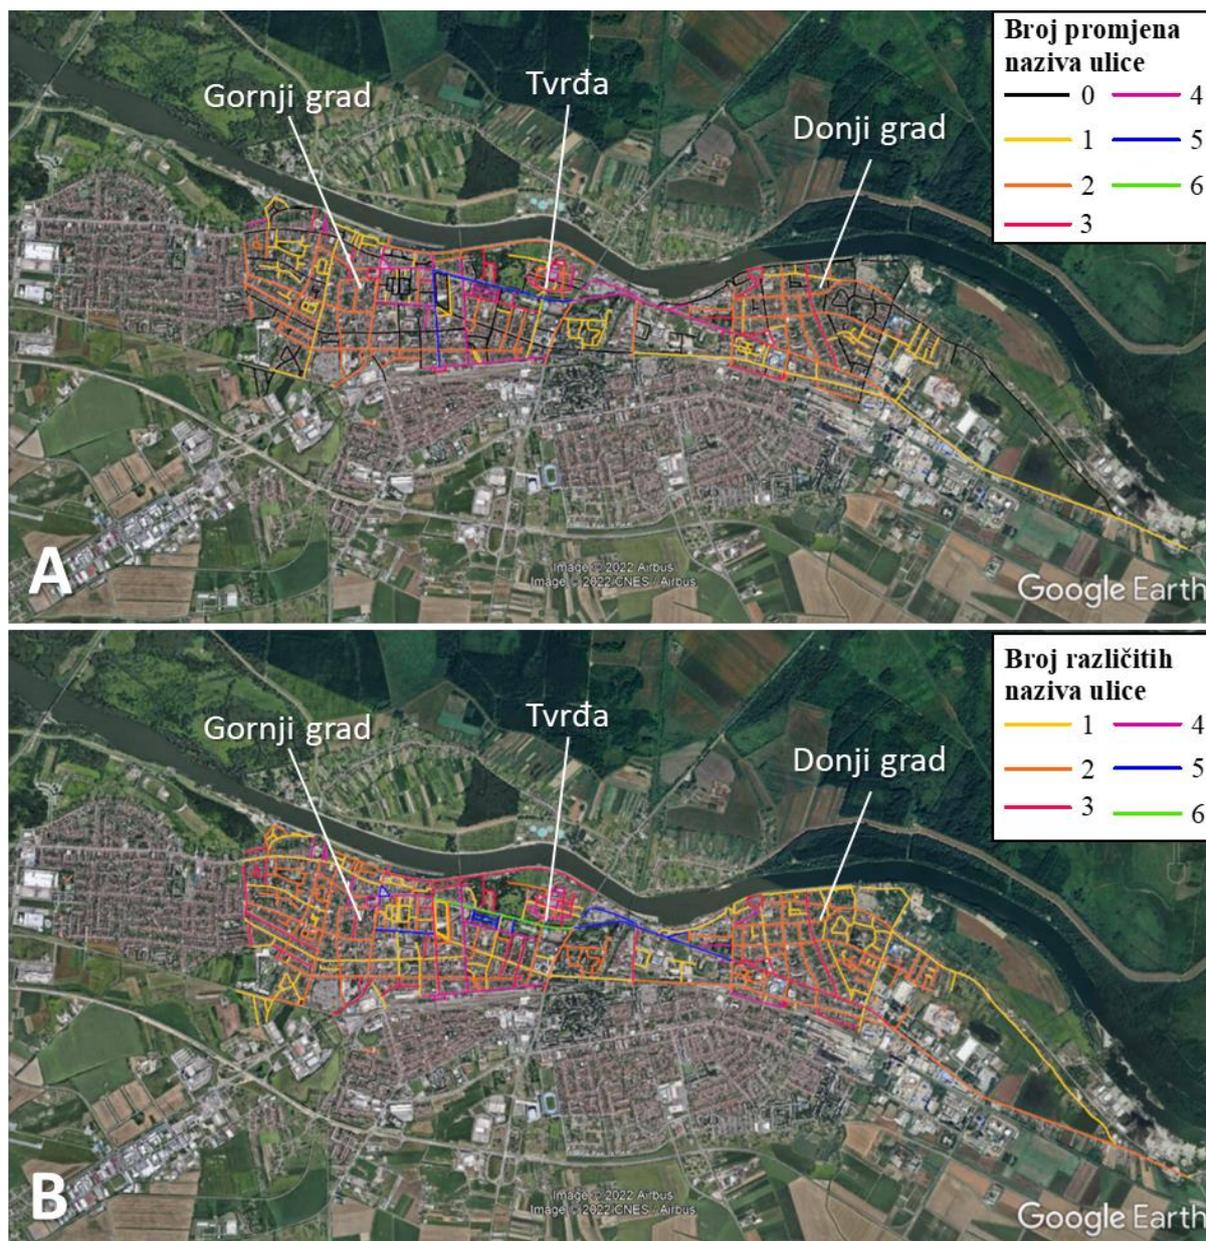 Broj promjena
naziva ulice
0 4
1 5
2 6
3
Gornji grad
Tvrđa
Donji grad
A
Image © 2022 Airbus
Image © 2022 CNES / Airbus
Google Earth
Broj različitih
naziva ulice
1 4
2 5
3 6
Gornji grad
Tvrđa
Donji grad
B
Image © 2022 Airbus
Image © 2022 CNES / Airbus
Google Earth